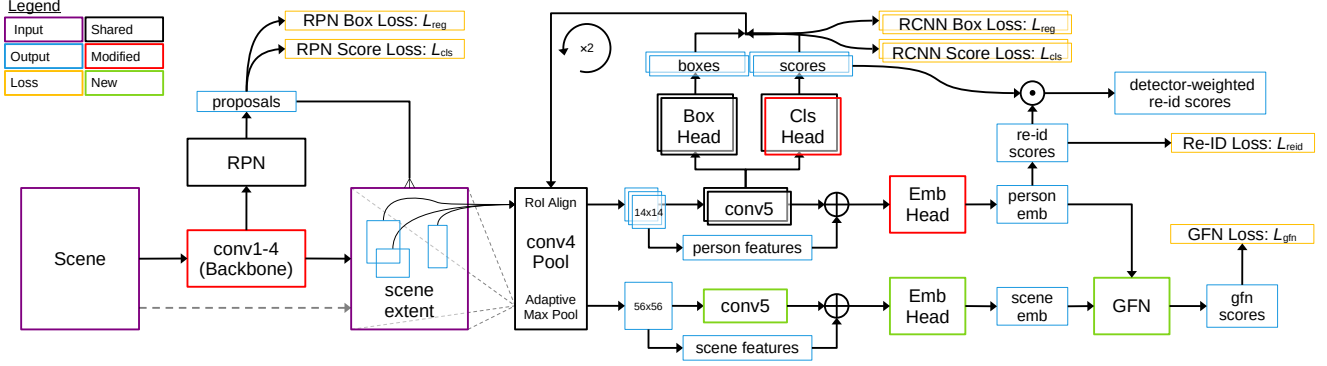 Legend
Input
Shared
Output
Modified
Loss
New
RPN Box Loss: Lreg
RPN Score Loss: Lcls
proposals
RPN
Scene
conv1-4
(Backbone)
scene
extent
×2
RoI Align
conv4
Pool
Adaptive
Max Pool
RCNN Box Loss: Lreg
RCNN Score Loss: Lcls
boxes
scores
Box
Head
Cls
Head
14x14
conv5
person features
Emb
Head
person
emb
re-id
scores
detector-weighted
re-id scores
Re-ID Loss: Lreid
56x56
conv5
scene features
Emb
Head
scene
emb
GFN
gfn
scores
GFN Loss: Lgfn